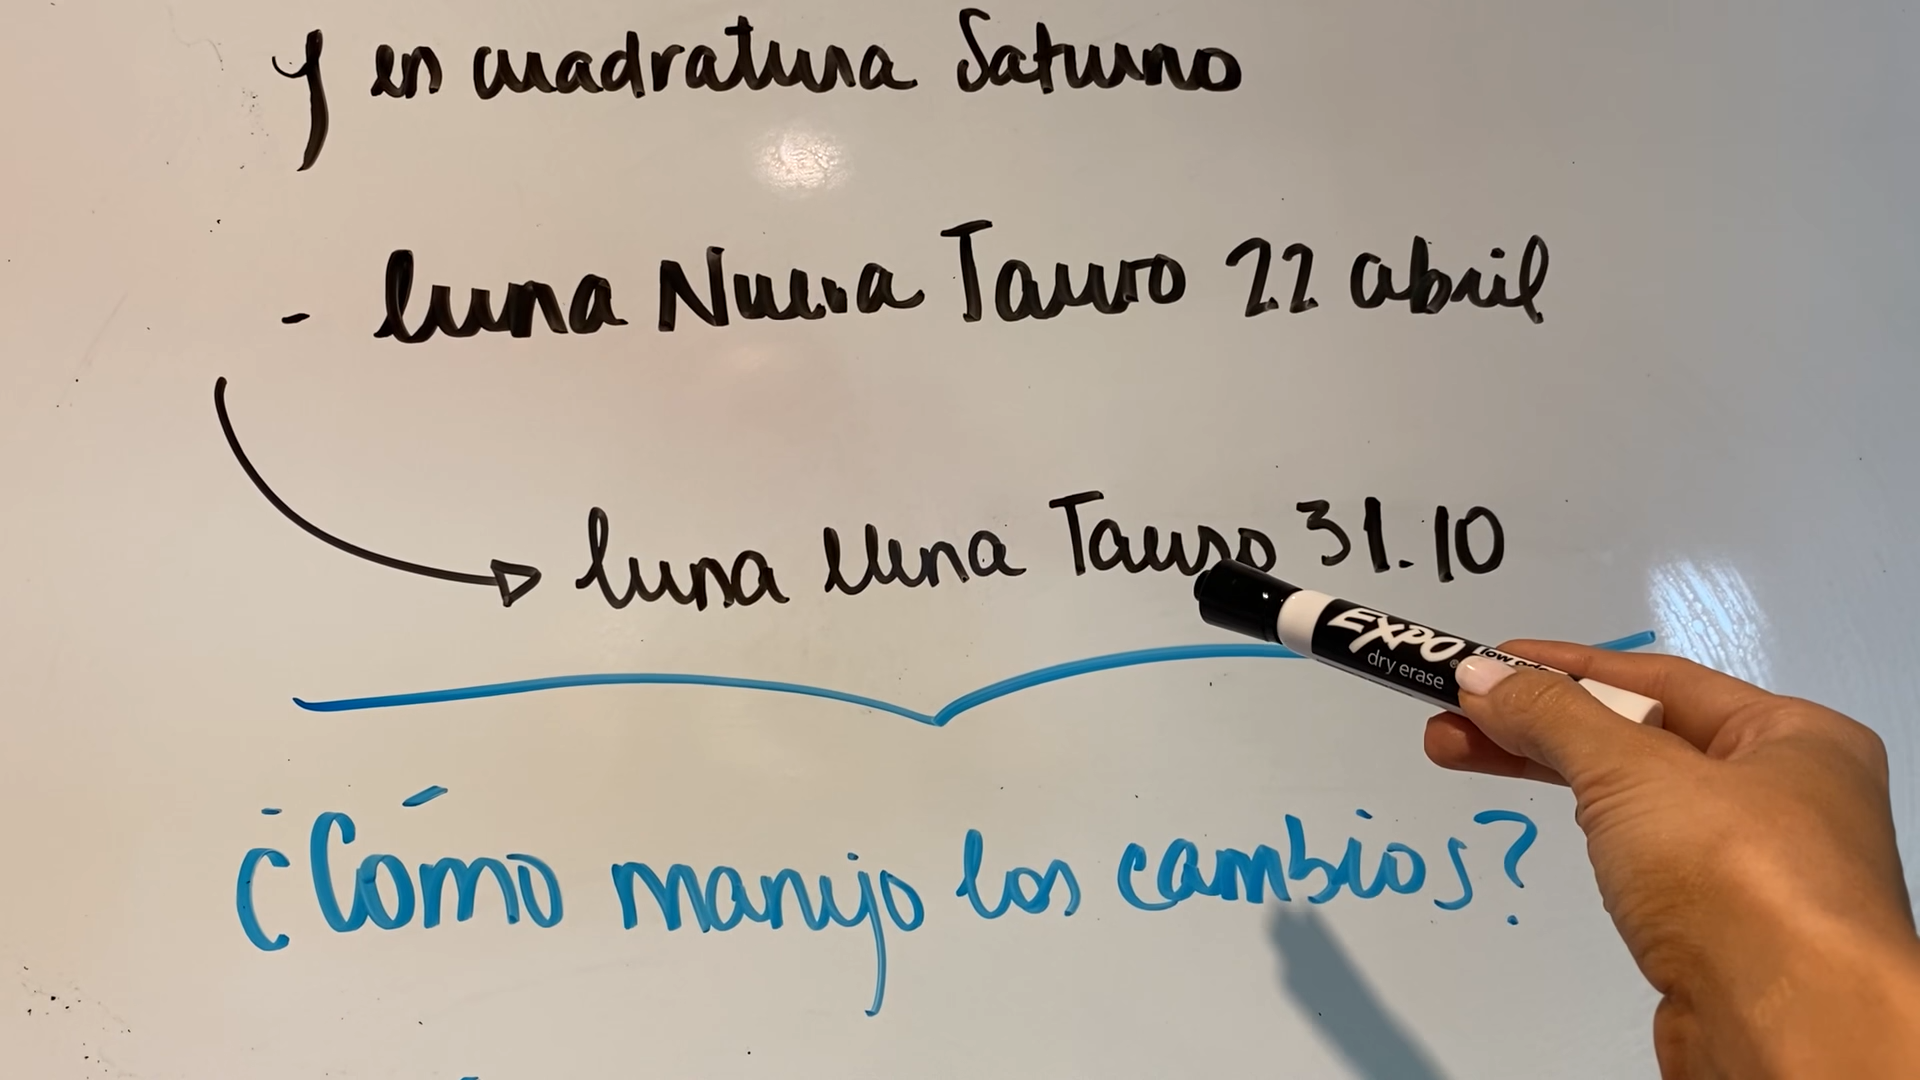 y en cuadratura Saturno
- luna Nueva Tauro 22 abril
luna llena Tauro 31.10
EXPO
dry erase
low
¿Cómo manejo los cambios?